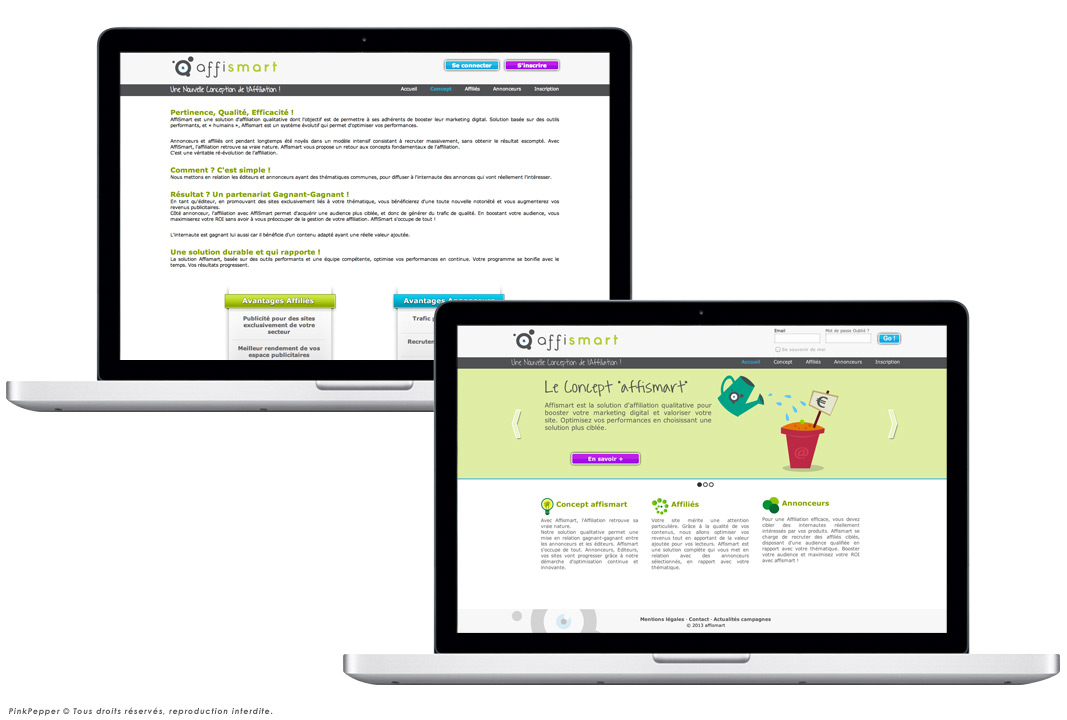 affismart
Se connecter
S'inscrire
Une Nouvelle Conception de l'Affiliation !
Accueil
Concept
Affiliés
Annonceurs
Inscription
Pertinence, Qualité, Efficacité !
AffiSmart est une solution d'affiliation qualitative dont l'objectif est de permettre à ses adhérents de booster leur marketing digital. Solution basée sur des outils
performants, et « humains », Affismart est un système évolutif qui permet d'optimiser vos performances.
Annonceurs et affiliés ont pendant longtemps été noyés dans un modèle intensif consistant à recruter massivement, sans obtenir le résultat escompté. Avec
AffiSmart, l'affiliation retrouve sa vraie nature. Affismart vous propose un retour aux concepts fondamentaux de l'affiliation.
C'est une véritable ré-évolution de l'affiliation.
Comment ? C'est simple !
Nous mettons en relation les éditeurs et annonceurs ayant des thématiques communes, pour diffuser à l'internaute des annonces qui vont réellement l'intéresser.
Résultat ? Un partenariat Gagnant-Gagnant !
En tant qu'éditeur, en promouvant des sites exclusivement liés à votre thématique, vous bénéficierez d'une toute nouvelle notoriété et vous augmenterez vos
revenus publicitaires.
Côté annonceur, l'affiliation avec AffiSmart permet d'acquérir une audience plus ciblée, et donc de générer du trafic de qualité. En boostant votre audience, vous
maximiserez votre ROI sans avoir à vous préoccuper de la gestion de votre affiliation. AffiSmart s'occupe de tout !
L'internaute est gagnant lui aussi car il bénéficie d'un contenu adapté ayant une réelle valeur ajoutée.
Une solution durable et qui rapporte !
La solution Affismart, basée sur des outils performants et une équipe compétente, optimise vos performances en continue. Votre programme se bonifie avec le
temps. Vos résultats progressent.
Avantages Affiliés
Publicité pour des sites
exclusivement de votre
secteur
Meilleur rendement de vos
espace publicitaires
Avantages
Trafic
affismart
Email
Mot de passe Oublié ?
Go !
Se souvenir de moi
Une Nouvelle Conception de l'Affiliation !
Accueil
Concept
Affiliés
Annonceurs
Inscription
Le Concept "affismart"
Affismart est la solution d'affiliation qualitative pour
booster votre marketing digital et valoriser votre
site. Optimisez vos performances en choisissant une
solution plus ciblée.
€
@
En savoir +
Concept affismart
Avec Affismart, l'Affiliation retrouve sa
vraie nature.
Notre solution qualitative permet une
mise en relation gagnant-gagnant entre
les annonceurs et les éditeurs. Affismart
s'occupe de tout. Annonceurs, Editeurs,
vos sites vont progresser grâce à notre
démarche d'optimisation continue et
innovante.
Affiliés
Votre site mérite une attention
particulière. Grâce à la qualité de vos
contenus, nous allons optimiser vos
revenus tout en apportant de la valeur
ajoutée pour vos lecteurs. Affismart est
une solution complète qui vous met en
relation avec des annonceurs
sélectionnés, en rapport avec votre
thématique.
Annonceurs
Pour une Affiliation efficace, vous devez
cibler des internautes réellement
intéressés par vos produits. Affismart se
charge de recruter des affiliés ciblés,
disposant d'une audience qualifiée en
rapport avec votre thématique. Booster
votre audience et maximisez votre ROI
avec affismart !
Mentions légales - Contact - Actualités campagnes
© 2013 affismart
PinkPepper © Tous droits réservés, reproduction interdite.